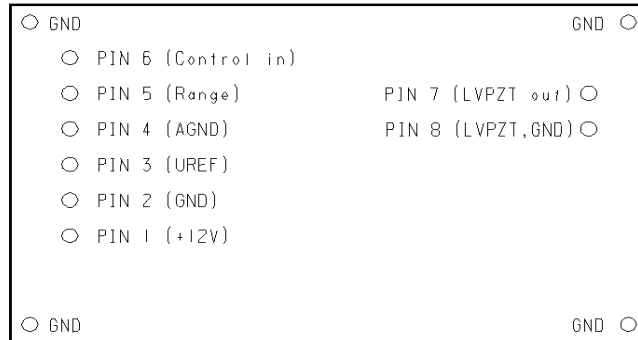 GND GND
PIN 6 (Control in)
PIN 5 (Range) PIN 7 (LVPZT out)
PIN 4 (AGND) PIN 8 (LVPZT,GND)
PIN 3 (UREF)
PIN 2 (GND)
PIN 1 (+12V)
GND GND